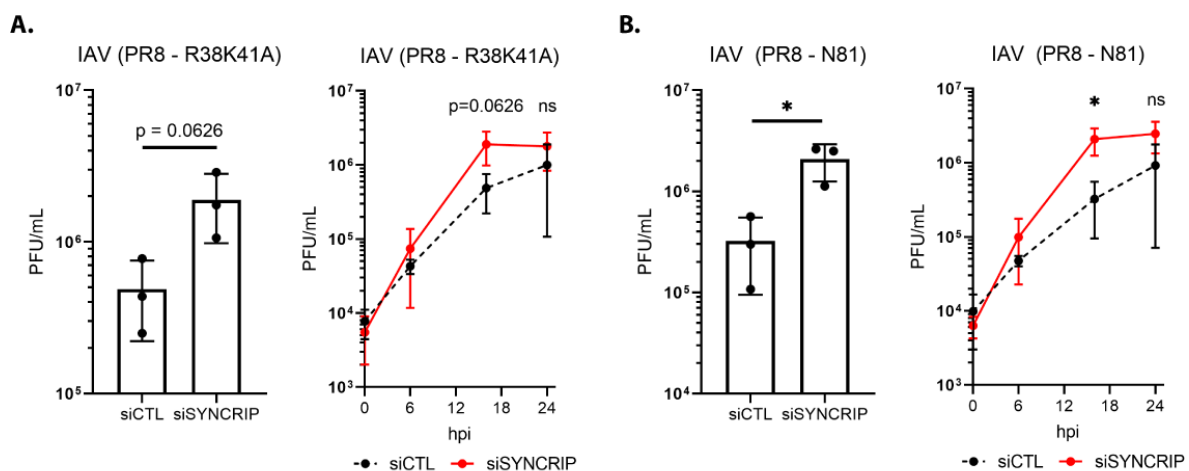 A.
IAV (PR8 - R38K41A)
10⁷
10⁶
10⁵
PFU/mL
p = 0.0626
siCTL siSYNCRIP
IAV (PR8 - R38K41A)
10⁷
10⁶
10⁵
10⁴
10³
PFU/mL
p=0.0626 ns
0 6 12 18 24
hpi
siCTL siSYNCRIP
B.
IAV (PR8 - N81)
10⁷
10⁶
10⁵
10⁴
PFU/mL
*
siCTL siSYNCRIP
IAV (PR8 - N81)
10⁷
10⁶
10⁵
10⁴
10³
PFU/mL
* ns
0 6 12 18 24
hpi
siCTL siSYNCRIP